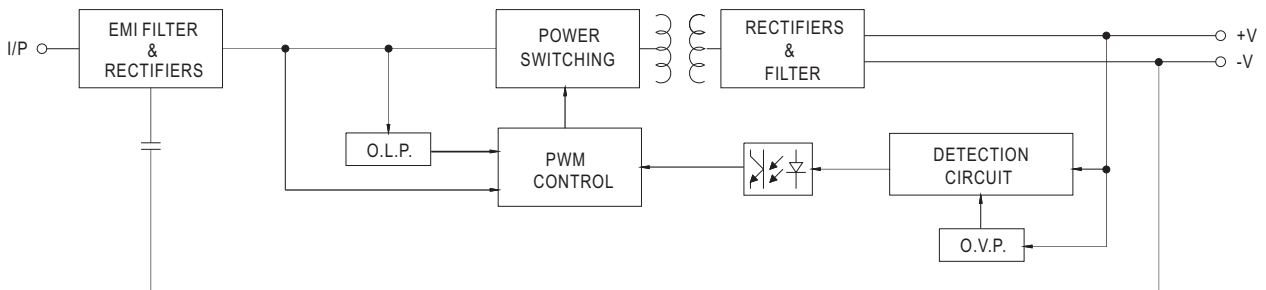 I/P
EMI FILTER
&
RECTIFIERS
POWER
SWITCHING
RECTIFIERS
&
FILTER
+V
-V
O.L.P.
PWM
CONTROL
DETECTION
CIRCUIT
O.V.P.